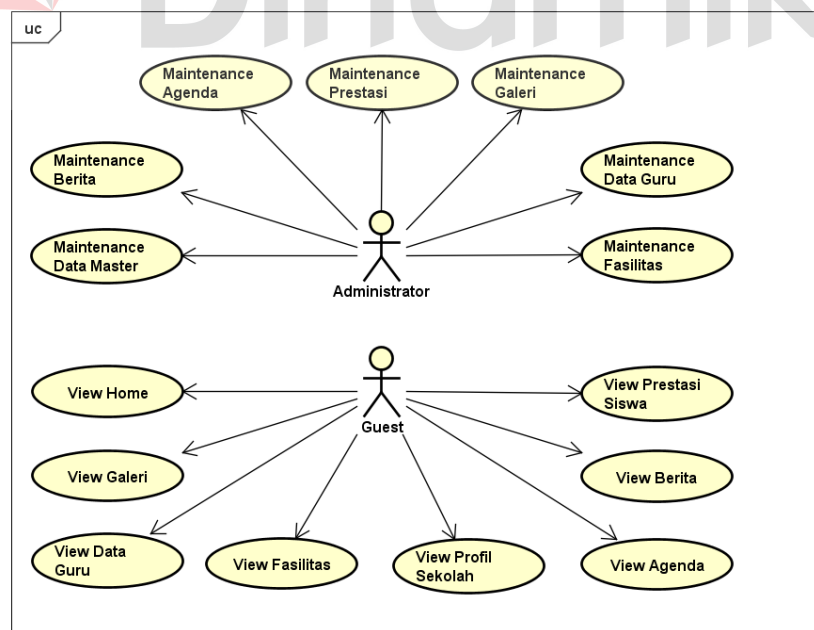 Dinamik
uc
Maintenance
Agenda
Maintenance
Prestasi
Maintenance
Galeri
Maintenance
Berita
Maintenance
Data Guru
Maintenance
Data Master
Maintenance
Fasilitas
Administrator
View Home
View Prestasi
Siswa
Guest
View Galeri
View Berita
View Data
Guru
View Fasilitas
View Profil
Sekolah
View Agenda